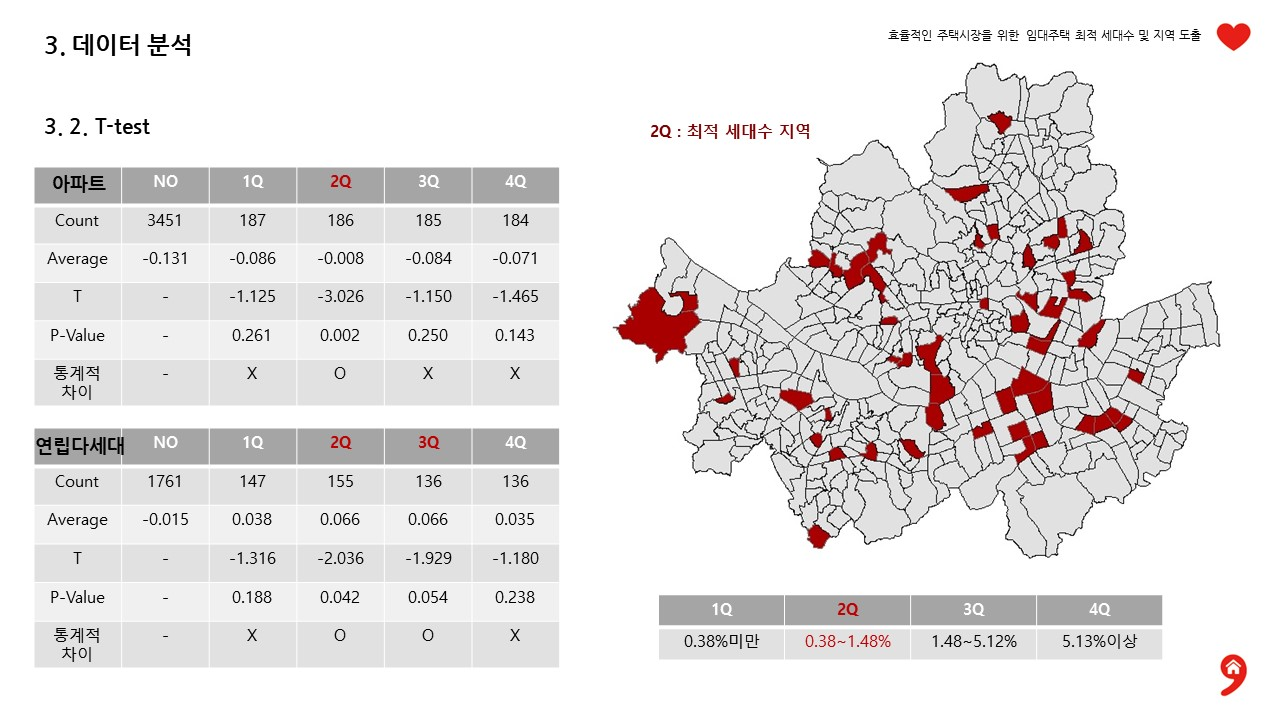 3. 데이터 분석
효율적인 주택시장을 위한 임대주택 최적 세대수 및 지역 도출
3. 2. T-test
아파트 NO 1Q 2Q 3Q 4Q
Count 3451 187 186 185 184
Average -0.131 -0.086 -0.008 -0.084 -0.071
T - -1.125 -3.026 -1.150 -1.465
P-Value - 0.261 0.002 0.250 0.143
통계적
차이 - X O X X
연립다세대 NO 1Q 2Q 3Q 4Q
Count 1761 147 155 136 136
Average -0.015 0.038 0.066 0.066 0.035
T - -1.316 -2.036 -1.929 -1.180
P-Value - 0.188 0.042 0.054 0.238
통계적
차이 - X O O X
2Q : 최적 세대수 지역
1Q 2Q 3Q 4Q
0.38%미만 0.38~1.48% 1.48~5.12% 5.13%이상